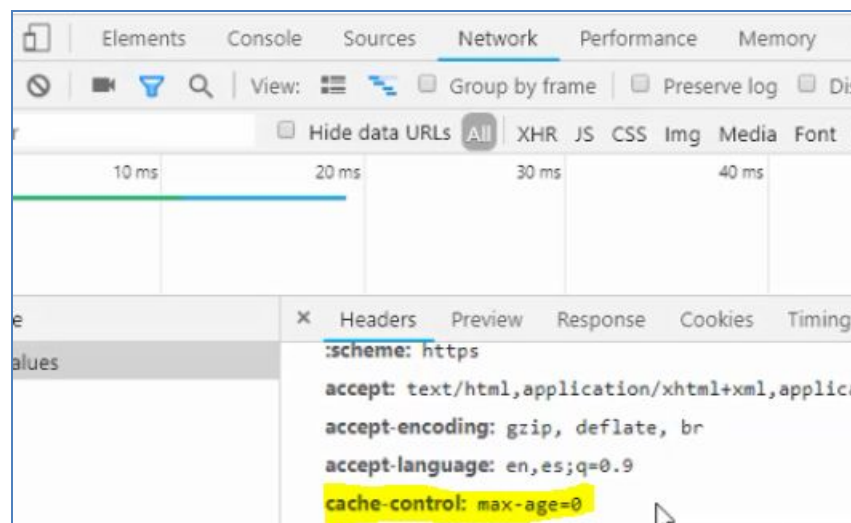 Elements Console Sources Network Performance Memory
View: Group by frame Preserve log
Hide data URLs All XHR JS CSS Img Media Font
10 ms 20 ms 30 ms 40 ms
× Headers Preview Response Cookies Timing
:scheme: https
alues
accept: text/html,application/xhtml+xml,applica
accept-encoding: gzip, deflate, br
accept-language: en,es;q=0.9
cache-control: max-age=0